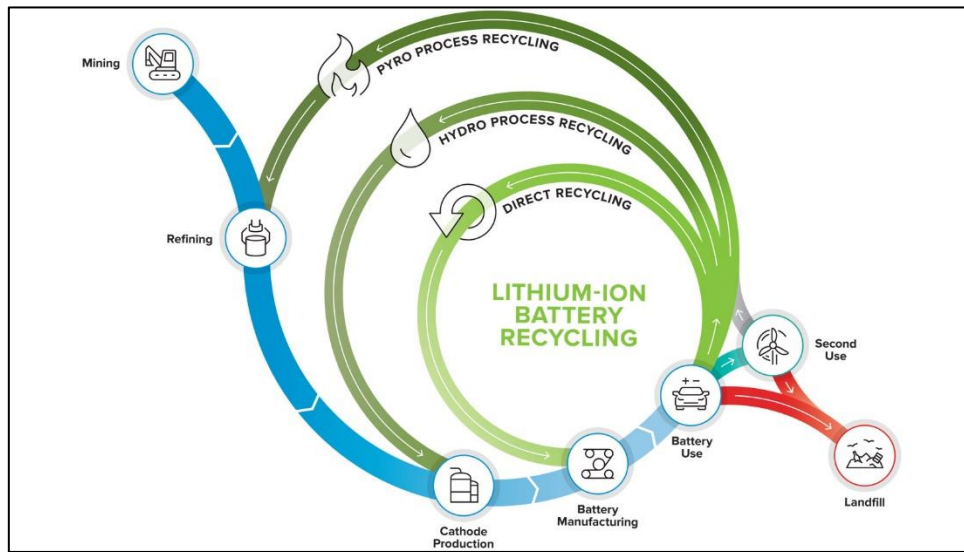 Mining
PYRO PROCESS RECYCLING
HYDRO PROCESS RECYCLING
DIRECT RECYCLING
Refining
LITHIUM-ION
BATTERY
RECYCLING
Second
Use
Battery
Use
Landfill
Battery
Manufacturing
Cathode
Production